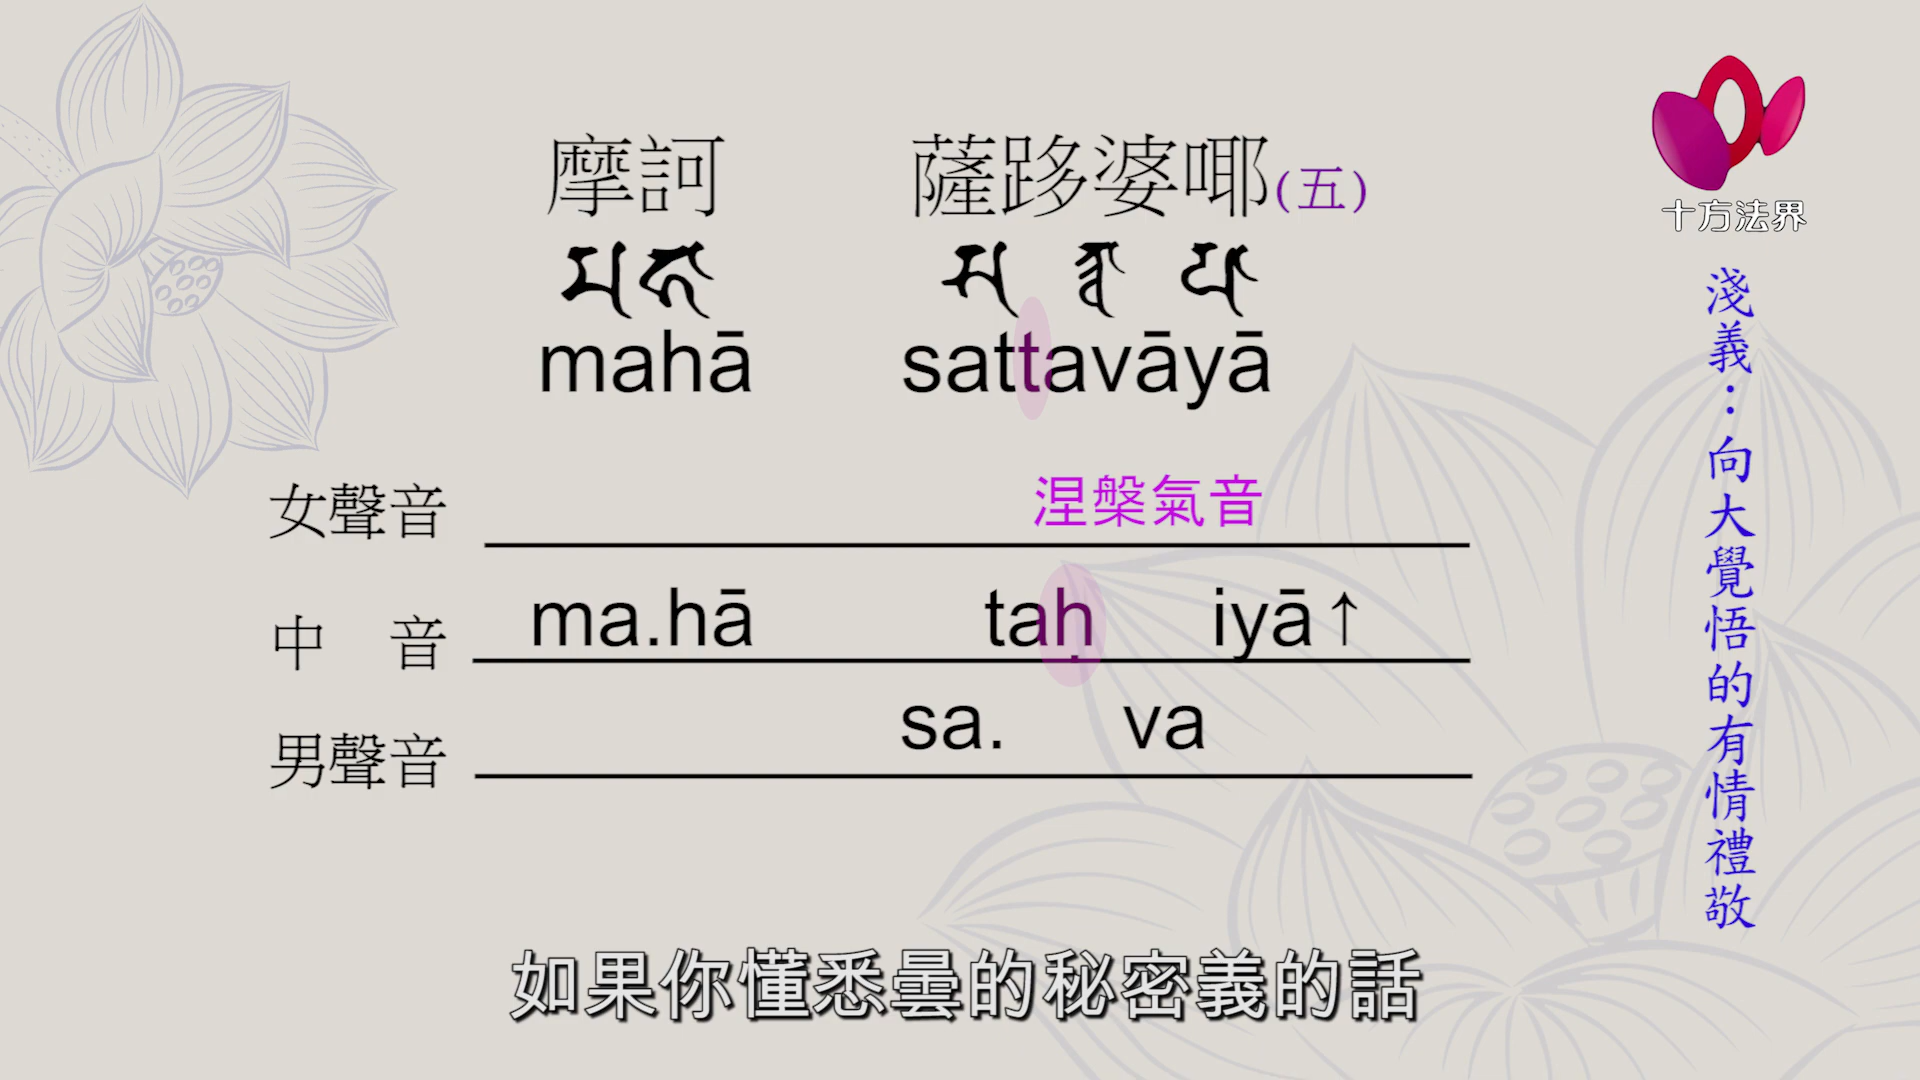 摩訶 薩跢婆耶(五)
𑖦𑖮𑖯 𑖭 𑖝𑖿𑖪𑖯 𑖧
mahā sattavāyā
女聲音 涅槃氣音
中 音 ma.hā taḥ iyā↑
男聲音 sa. va
如果你懂悉曇的秘密義的話
十方法界
淺義：向大覺悟的有情禮敬